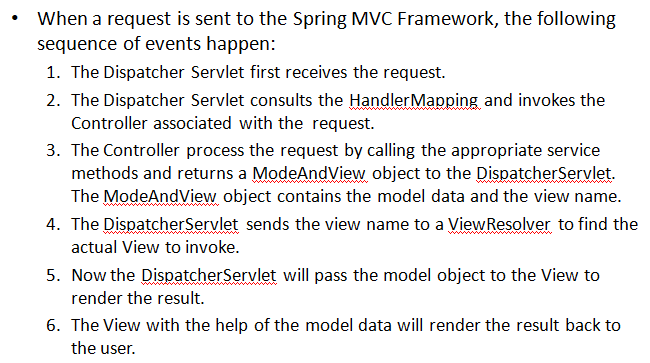 • When a request is sent to the Spring MVC Framework, the following
sequence of events happen:
1. The Dispatcher Servlet first receives the request.
2. The Dispatcher Servlet consults the HandlerMapping and invokes the
Controller associated with the request.
3. The Controller process the request by calling the appropriate service
methods and returns a ModeAndView object to the DispatcherServlet.
The ModeAndView object contains the model data and the view name.
4. The DispatcherServlet sends the view name to a ViewResolver to find the
actual View to invoke.
5. Now the DispatcherServlet will pass the model object to the View to
render the result.
6. The View with the help of the model data will render the result back to
the user.